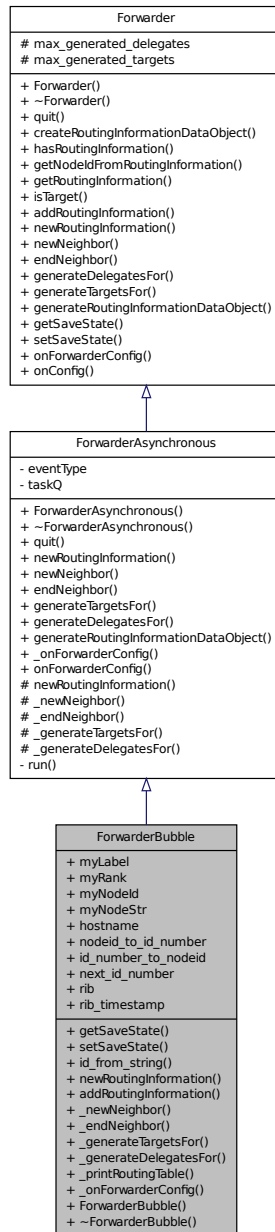 Forwarder
# max_generated_delegates
# max_generated_targets
+ Forwarder()
+ ~Forwarder()
+ quit()
+ createRoutingInformationDataObject()
+ hasRoutingInformation()
+ getNodeIdFromRoutingInformation()
+ getRoutingInformation()
+ isTarget()
+ addRoutingInformation()
+ newRoutingInformation()
+ newNeighbor()
+ endNeighbor()
+ generateDelegatesFor()
+ generateTargetsFor()
+ generateRoutingInformationDataObject()
+ getSaveState()
+ setSaveState()
+ onForwarderConfig()
+ onConfig()
ForwarderAsynchronous
- eventType
- taskQ
+ ForwarderAsynchronous()
+ ~ForwarderAsynchronous()
+ quit()
+ newRoutingInformation()
+ newNeighbor()
+ endNeighbor()
+ generateTargetsFor()
+ generateDelegatesFor()
+ generateRoutingInformationDataObject()
+ _onForwarderConfig()
+ onForwarderConfig()
# newRoutingInformation()
# _newNeighbor()
# _endNeighbor()
# _generateTargetsFor()
# _generateDelegatesFor()
- run()
ForwarderBubble
+ myLabel
+ myRank
+ myNodeId
+ myNodeStr
+ hostname
+ nodeid_to_id_number
+ id_number_to_nodeid
+ next_id_number
+ rib
+ rib_timestamp
+ getSaveState()
+ setSaveState()
+ id_from_string()
+ newRoutingInformation()
+ addRoutingInformation()
+ _newNeighbor()
+ _endNeighbor()
+ _generateTargetsFor()
+ _generateDelegatesFor()
+ _printRoutingTable()
+ _onForwarderConfig()
+ ForwarderBubble()
+ ~ForwarderBubble()